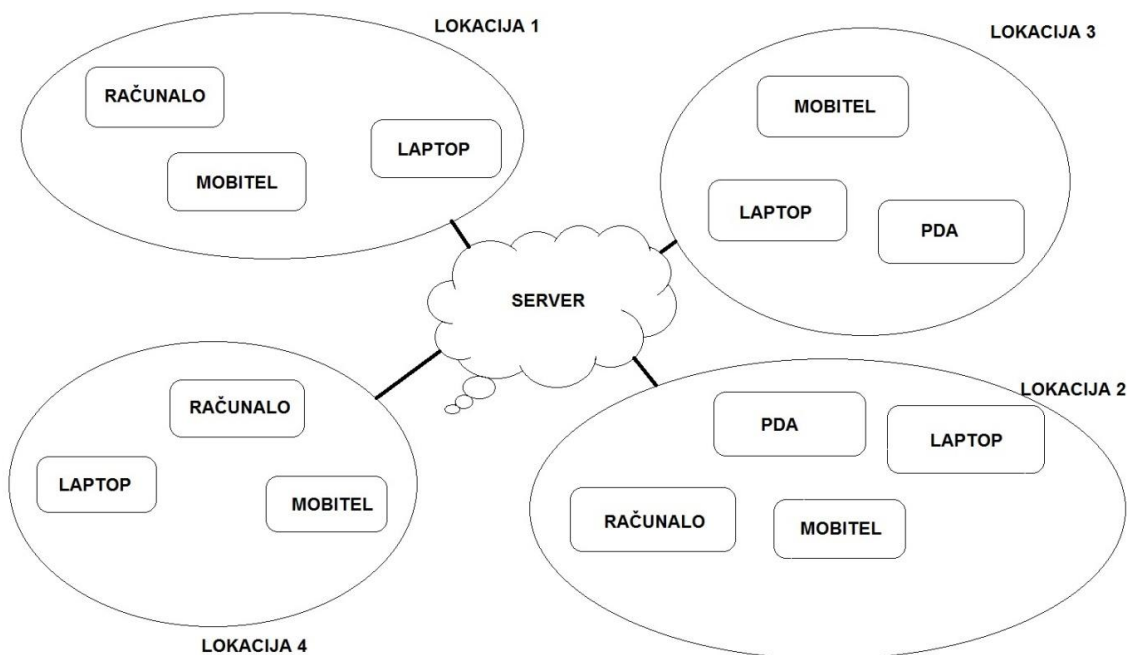 LOKACIJA 1
RAČUNALO
MOBITEL
LAPTOP
LOKACIJA 3
MOBITEL
LAPTOP
PDA
SERVER
RAČUNALO
LAPTOP
MOBITEL
LOKACIJA 4
LOKACIJA 2
PDA
LAPTOP
RAČUNALO
MOBITEL